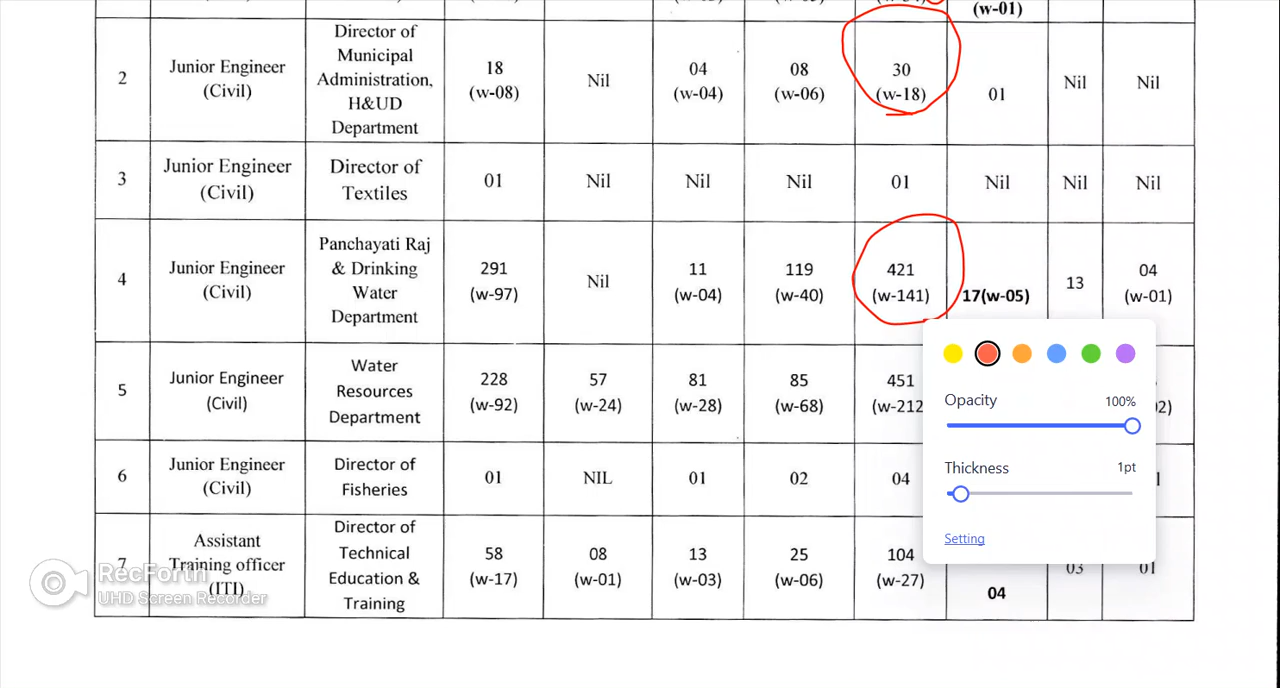 (w-01)
2
Junior Engineer
(Civil)
Director of
Municipal
Administration,
H&UD
Department
18
(w-08)
Nil
04
(w-04)
08
(w-06)
30
(w-18)
01
Nil
Nil
3
Junior Engineer
(Civil)
Director of
Textiles
01
Nil
Nil
Nil
01
Nil
Nil
Nil
4
Junior Engineer
(Civil)
Panchayati Raj
& Drinking
Water
Department
291
(w-97)
Nil
11
(w-04)
119
(w-40)
421
(w-141)
17(w-05)
13
04
(w-01)
5
Junior Engineer
(Civil)
Water
Resources
Department
228
(w-92)
57
(w-24)
81
(w-28)
85
(w-68)
451
(w-212
2)
6
Junior Engineer
(Civil)
Director of
Fisheries
01
NIL
01
02
04
7
Assistant
Training officer
(ITI)
Director of
Technical
Education &
Training
58
(w-17)
08
(w-01)
13
(w-03)
25
(w-06)
104
(w-27)
04
03
01
Opacity
100%
Thickness
1pt
Setting
RecForth
UHD Screen Recorder